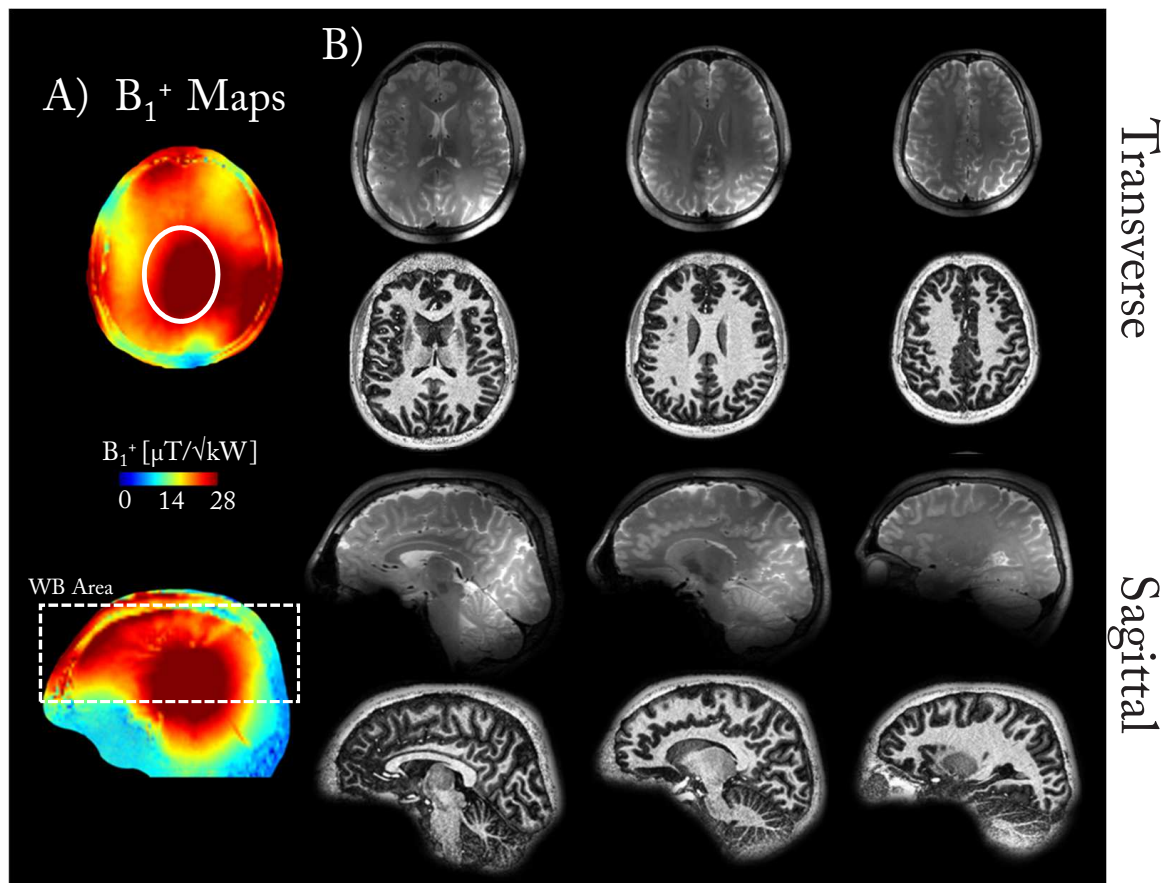 A) B₁⁺ Maps
B)
Transverse
B₁⁺ [µT/√kW]
0 14 28
WB Area
Sagittal